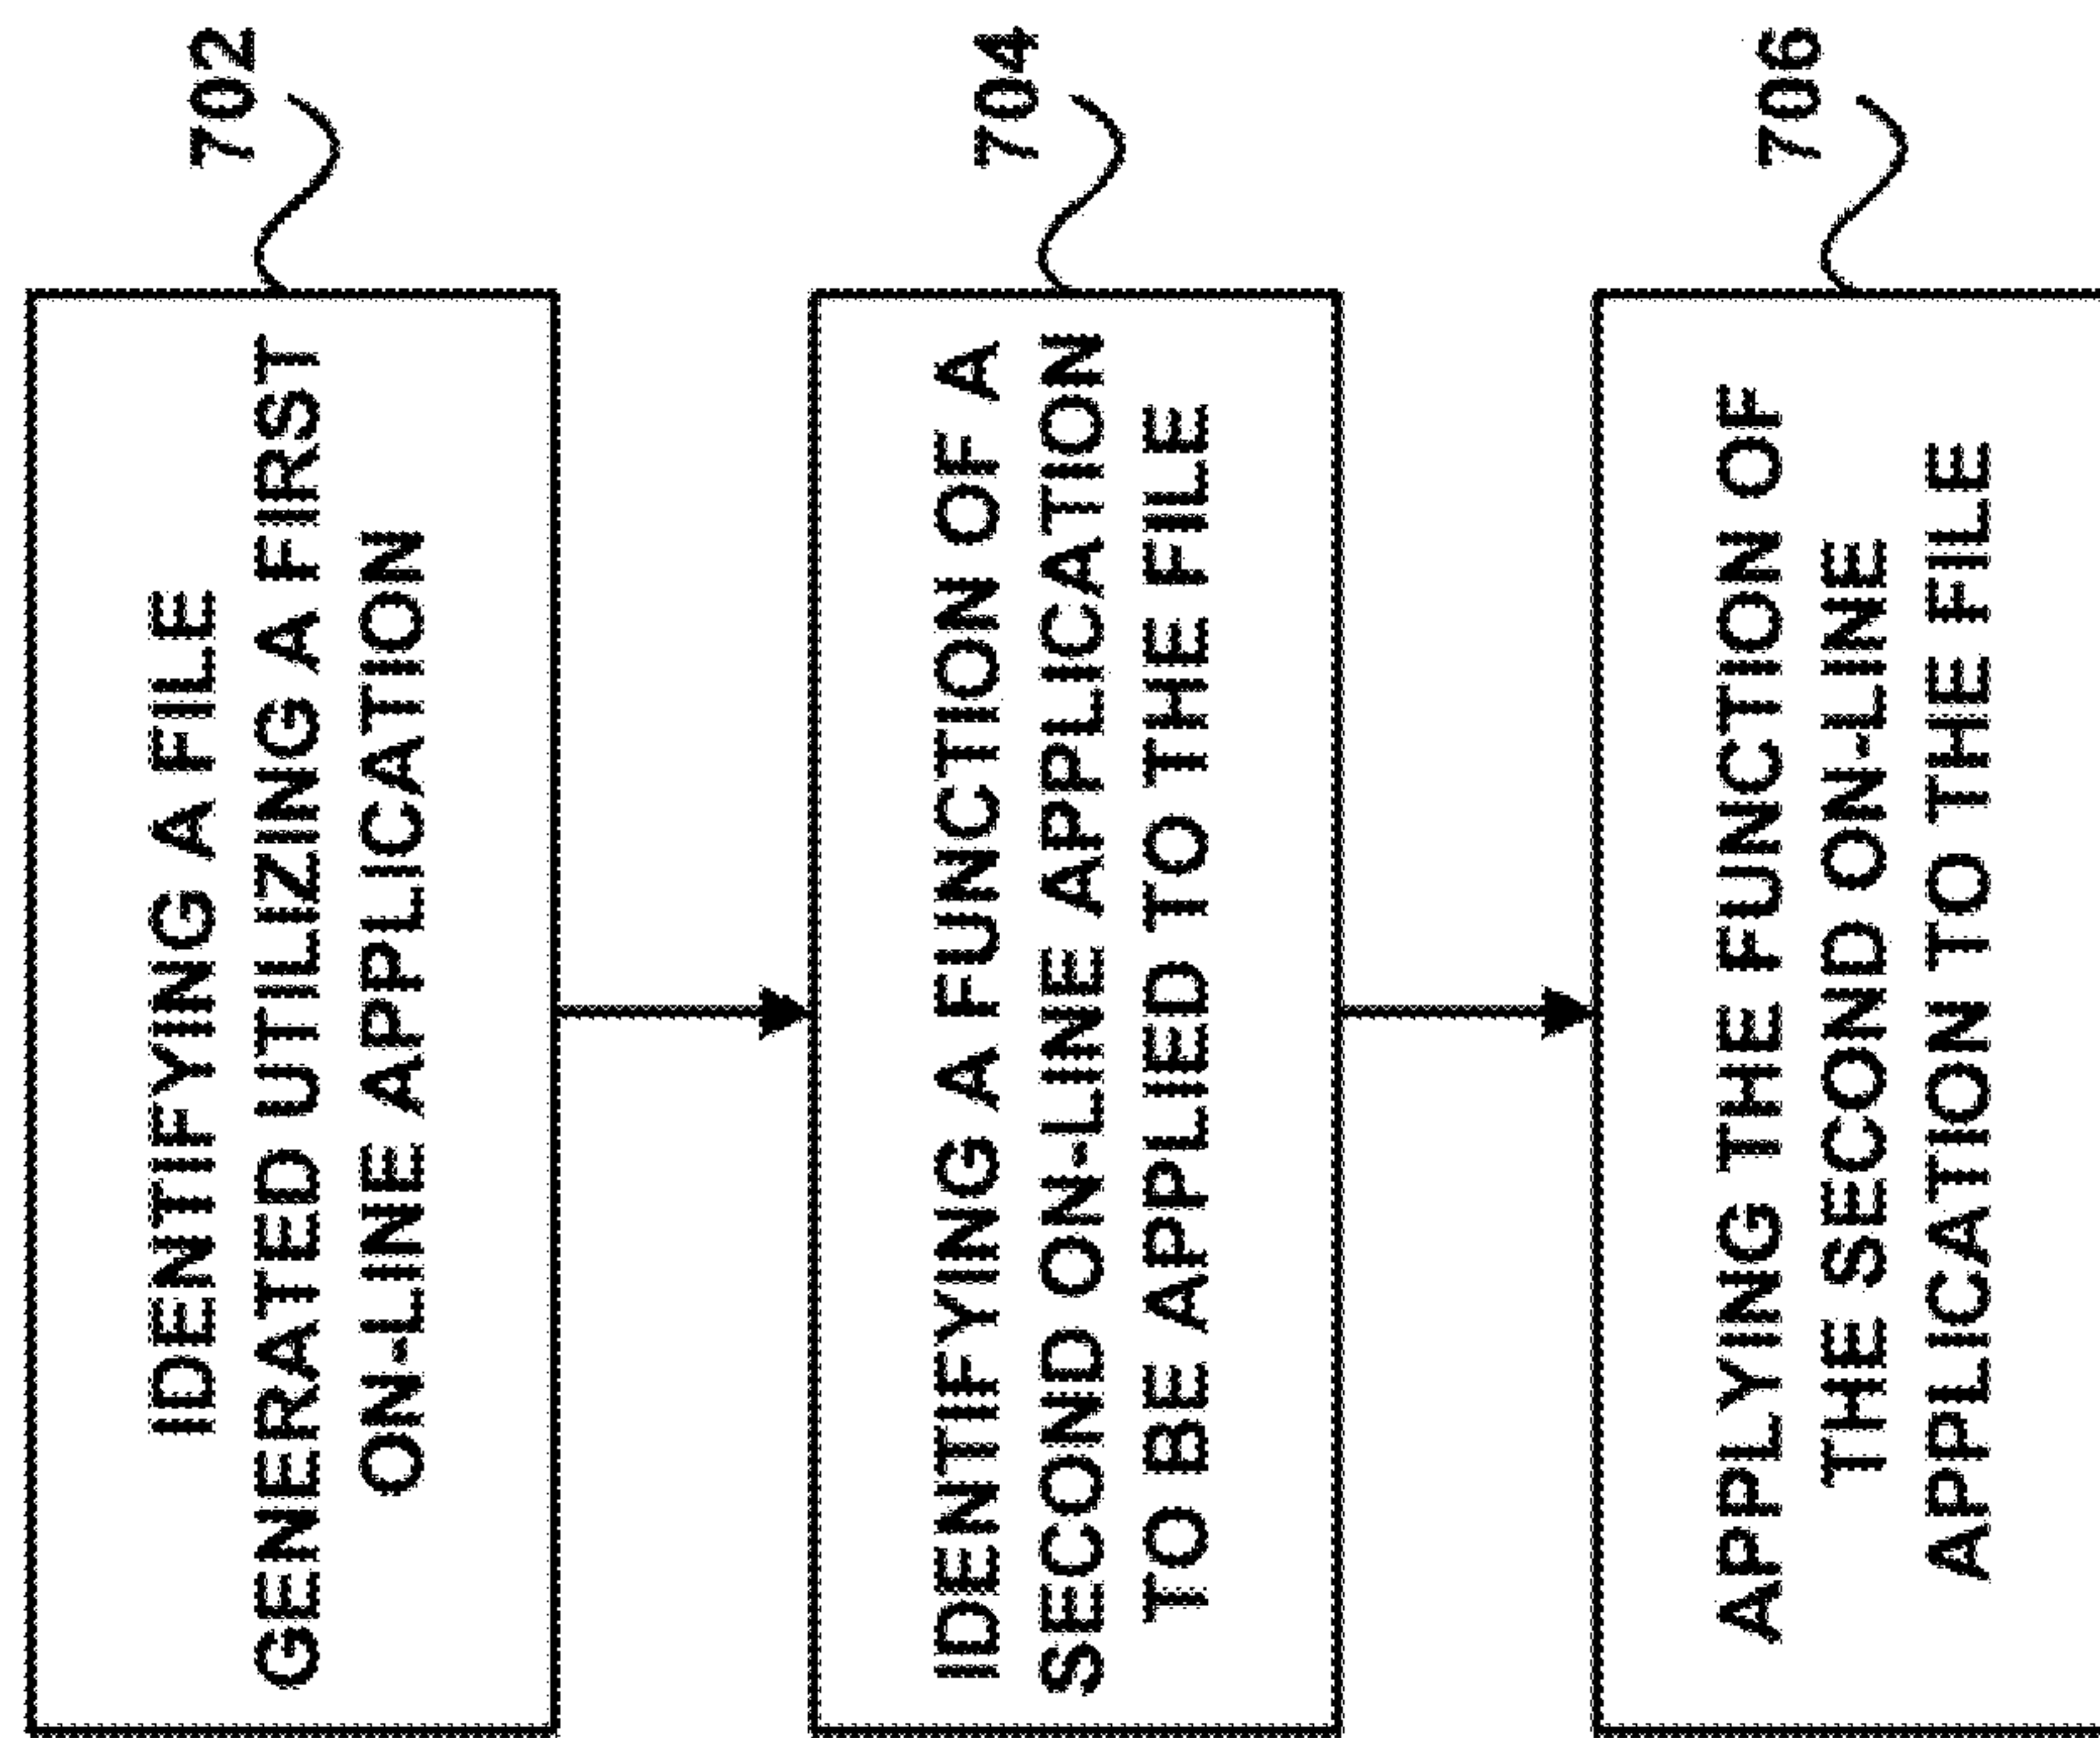 702
IDENTIFYING A FILE
GENERATED UTILIZING A FIRST
ON-LINE APPLICATION
704
IDENTIFYING A FUNCTION OF A
SECOND ON-LINE APPLICATION
TO BE APPLIED TO THE FILE
706
APPLYING THE FUNCTION OF
THE SECOND ON-LINE
APPLICATION TO THE FILE